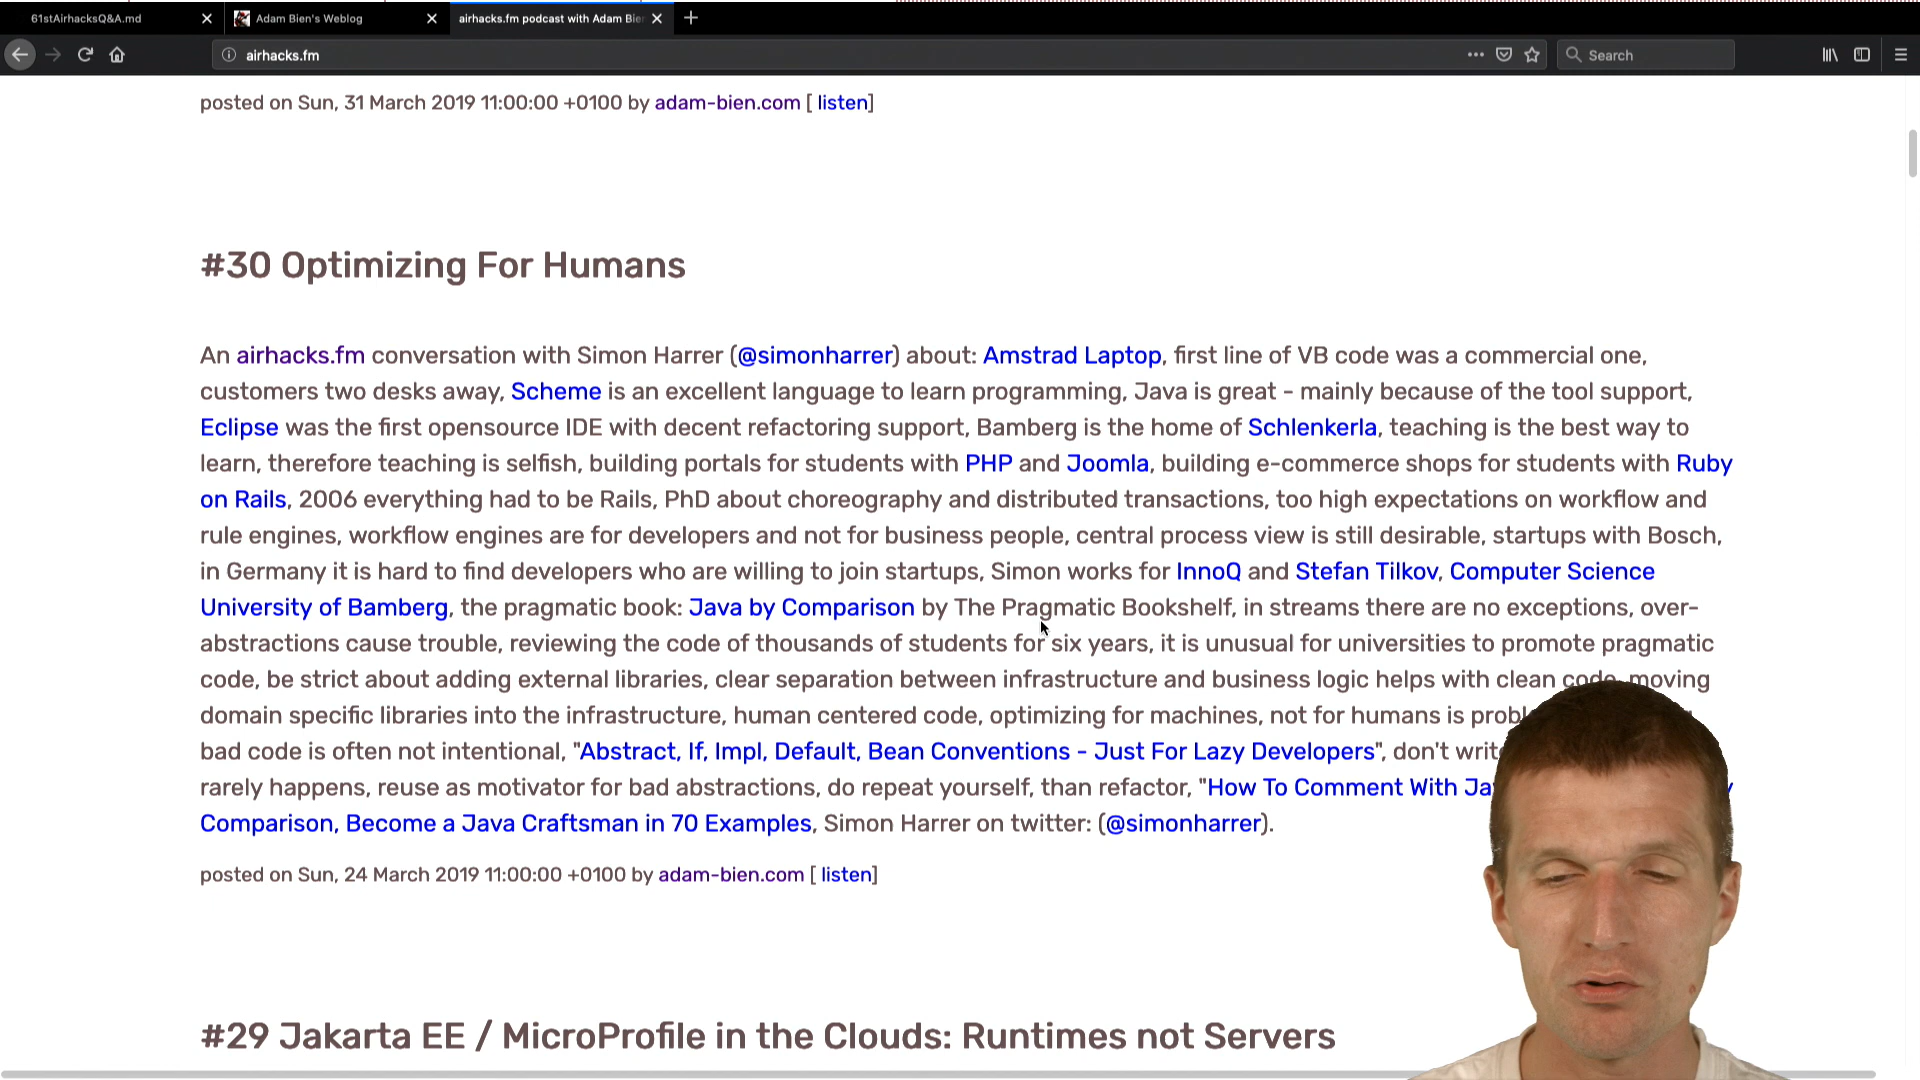 61stAirhacksQ&A.md
Adam Bien's Weblog
airhacks.fm podcast with Adam Bie
airhacks.fm
Search
posted on Sun, 31 March 2019 11:00:00 +0100 by adam-bien.com [ listen]
#30 Optimizing For Humans
An airhacks.fm conversation with Simon Harrer (@simonharrer) about: Amstrad Laptop, first line of VB code was a commercial one,
customers two desks away, Scheme is an excellent language to learn programming, Java is great - mainly because of the tool support,
Eclipse was the first opensource IDE with decent refactoring support, Bamberg is the home of Schlenkerla, teaching is the best way to
learn, therefore teaching is selfish, building portals for students with PHP and Joomla, building e-commerce shops for students with Ruby
on Rails, 2006 everything had to be Rails, PhD about choreography and distributed transactions, too high expectations on workflow and
rule engines, workflow engines are for developers and not for business people, central process view is still desirable, startups with Bosch,
in Germany it is hard to find developers who are willing to join startups, Simon works for InnoQ and Stefan Tilkov, Computer Science
University of Bamberg, the pragmatic book: Java by Comparison by The Pragmatic Bookshelf, in streams there are no exceptions, over-
abstractions cause trouble, reviewing the code of thousands of students for six years, it is unusual for universities to promote pragmatic
code, be strict about adding external libraries, clear separation between infrastructure and business logic helps with clean code, moving
domain specific libraries into the infrastructure, human centered code, optimizing for machines, not for humans is
bad code is often not intentional, "Abstract, If, Impl, Default, Bean Conventions - Just For Lazy Developers", don't
rarely happens, reuse as motivator for bad abstractions, do repeat yourself, than refactor, "How To Comment With
Comparison, Become a Java Craftsman in 70 Examples, Simon Harrer on twitter: (@simonharrer).
posted on Sun, 24 March 2019 11:00:00 +0100 by adam-bien.com [ listen]
#29 Jakarta EE / MicroProfile in the Clouds: Runtimes not Servers